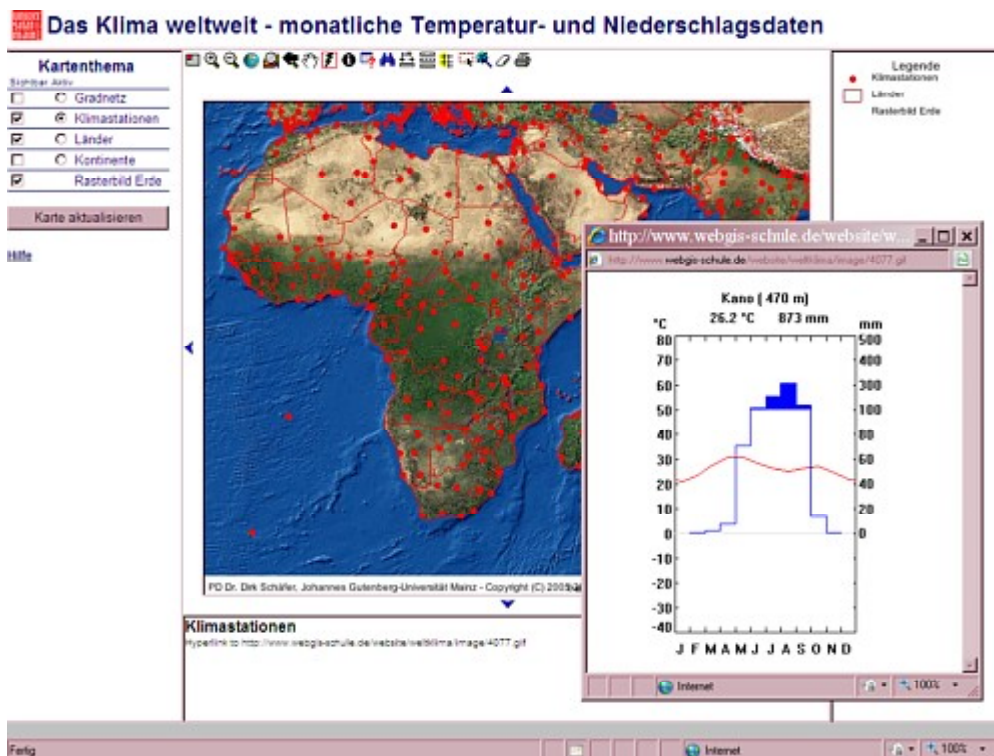 Das Klima weltweit - monatliche Temperatur- und Niederschlagsdaten
Kartenthema
Sichtbar Aktiv
Gradnetz
Klimastationen
Länder
Kontinente
Rasterbild Erde
Karte aktualisieren
Hilfe
Legende
Klimastationen
Länder
Rasterbild Erde
http://www.webgis-schule.de/website/w...
http://www.webgis-schule.de/website/weltklima/image/4077.gif
Kano ( 470 m)
26.2 °C 873 mm
°C mm
80 500
70 400
60 300
50 100
40 80
30 60
20 40
10 20
0 0
-10
-20
-30
-40
J F M A M J J A S O N D
Internet 100%
PD Dr. Dirk Schäfer, Johannes Gutenberg-Universität Mainz - Copyright (C)
Klimastationen
Hyperlink to http://www.webgis-schule.de/website/weltklima/image/4077.gif
Fertig Internet 100%